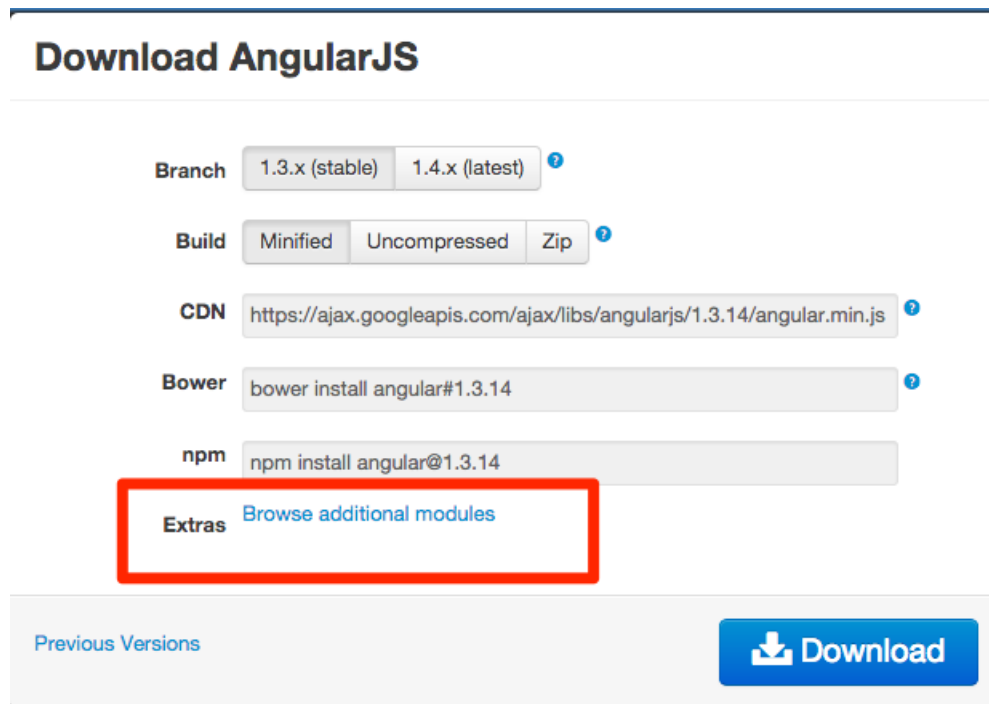 Download AngularJS
Branch 1.3.x (stable) 1.4.x (latest) ?
Build Minified Uncompressed Zip ?
CDN https://ajax.googleapis.com/ajax/libs/angularjs/1.3.14/angular.min.js ?
Bower bower install angular#1.3.14 ?
npm npm install angular@1.3.14
Extras Browse additional modules
Previous Versions Download